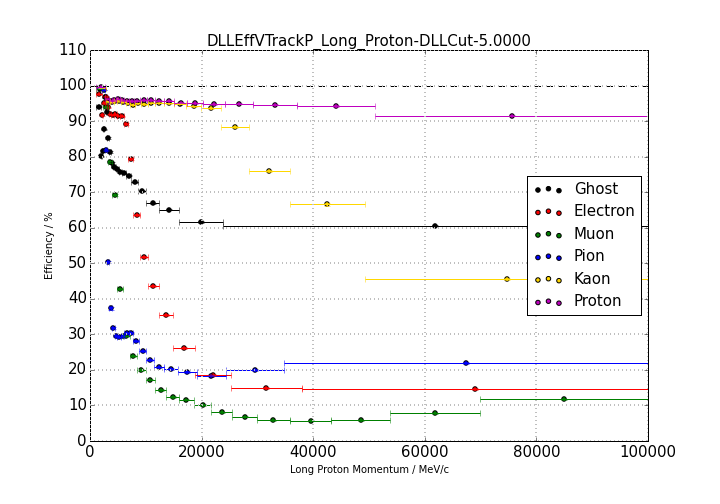 DLLEffVTrackP_Long_Proton-DLLCut-5.0000
110
100
90
80
70
60
50
40
30
20
10
0
Efficiency / %
Ghost
Electron
Muon
Pion
Kaon
Proton
0 20000 40000 60000 80000 100000
Long Proton Momentum / MeV/c